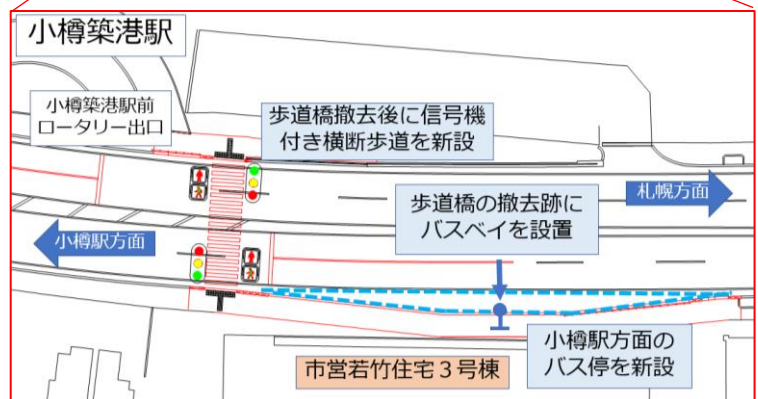 小樽築港駅
小樽築港駅前
ロータリー出口
歩道橋撤去後に信号機
付き横断歩道を新設
札幌方面
歩道橋の撤去跡に
バスベイを設置
小樽駅方面
小樽駅方面の
バス停を新設
市営若竹住宅３号棟